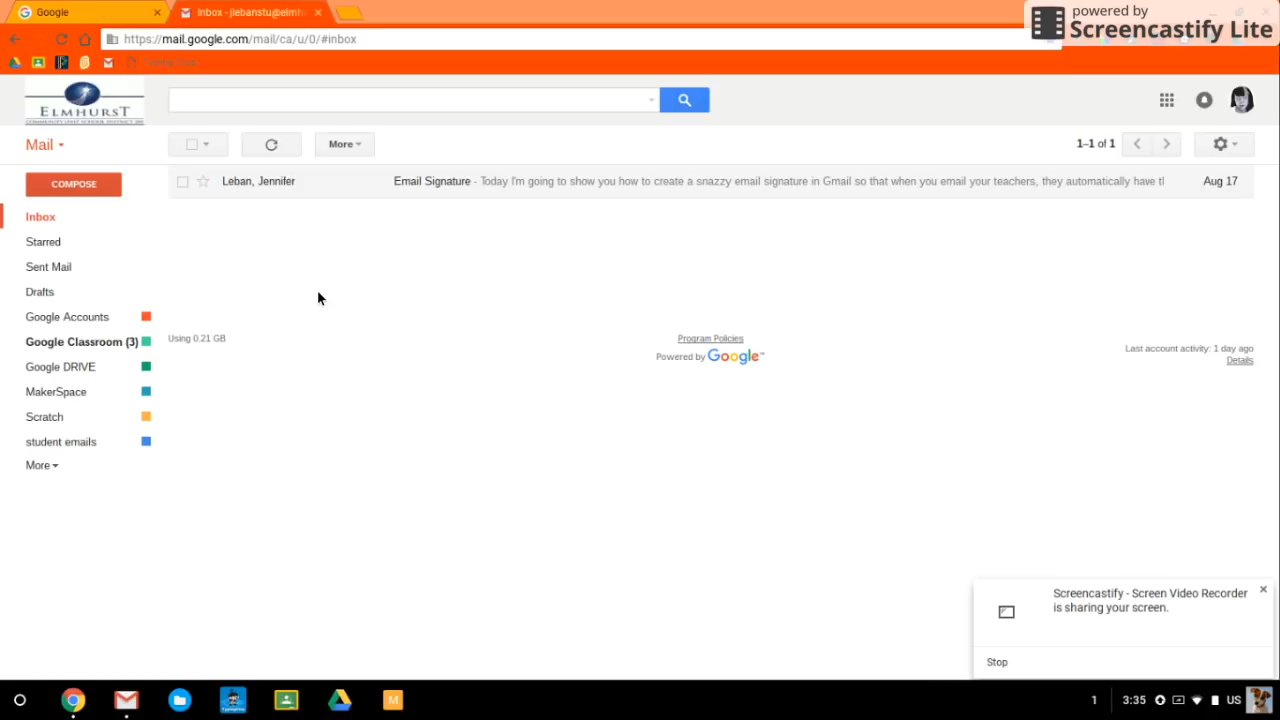 Google
Inbox - jlebanstu@elmh
powered by
Screencastify Lite
https://mail.google.com/mail/ca/u/0/#inbox
ELMHURST
Mail
More
1–1 of 1
COMPOSE
Leban, Jennifer
Email Signature - Today I'm going to show you how to create a snazzy email signature in Gmail so that when you email your teachers, they automatically have tl
Aug 17
Inbox
Starred
Sent Mail
Drafts
Google Accounts
Google Classroom (3)
Google DRIVE
MakerSpace
Scratch
student emails
More
Using 0.21 GB
Program Policies
Powered by Google™
Last account activity: 1 day ago
Details
Screencastify - Screen Video Recorder
is sharing your screen.
Stop
M
1
3:35
US